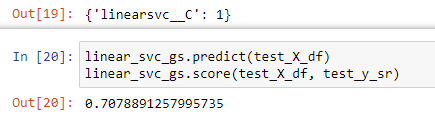 Out[19]: {'linearsvc__C': 1}
In [20]: linear_svc_gs.predict(test_X_df)
linear_svc_gs.score(test_X_df, test_y_sr)
Out[20]: 0.7078891257995735